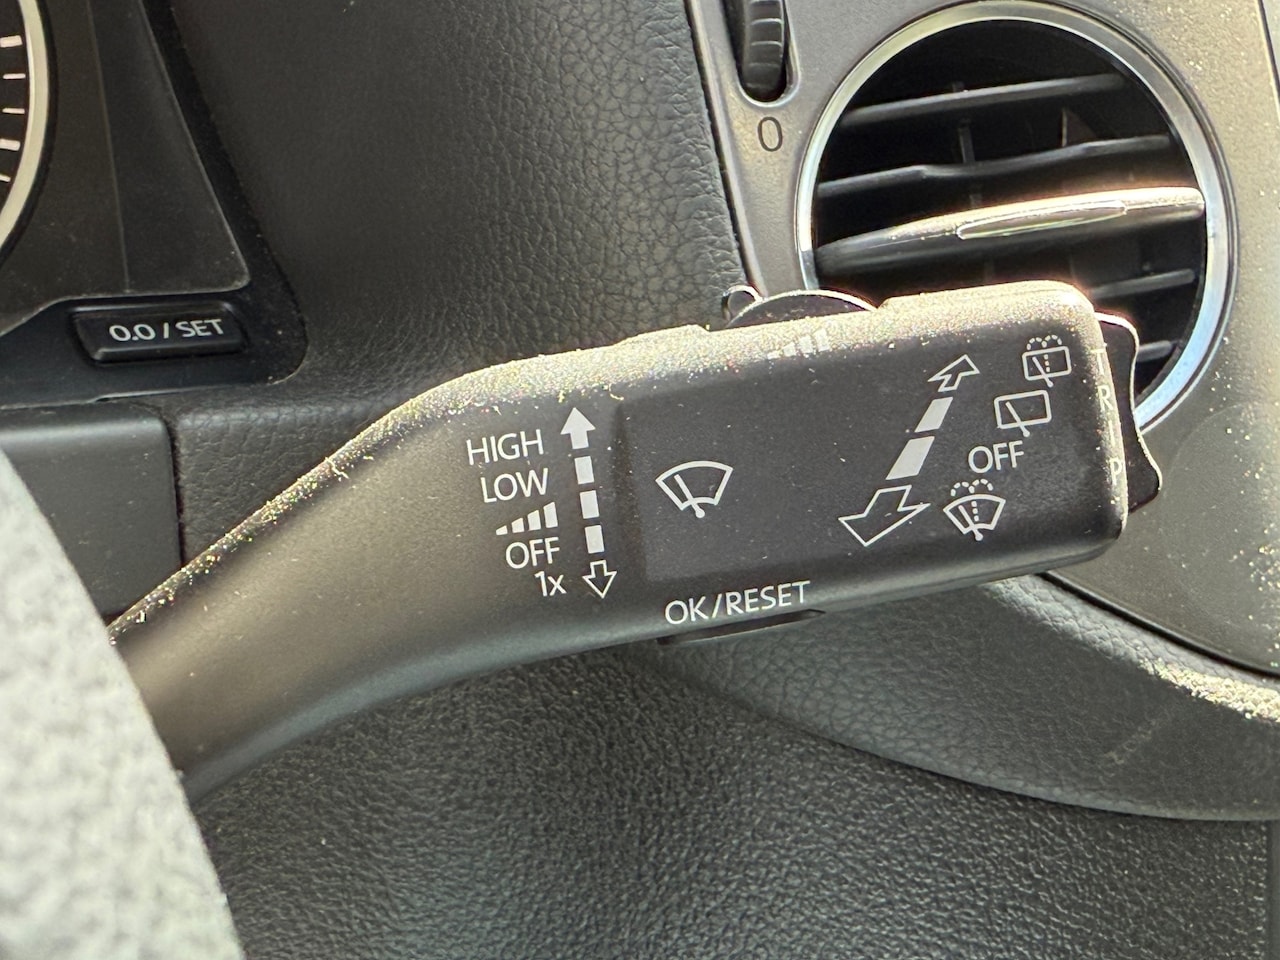 0
0.0 / SET
HIGH
LOW
OFF
1x
OFF
OK/RESET